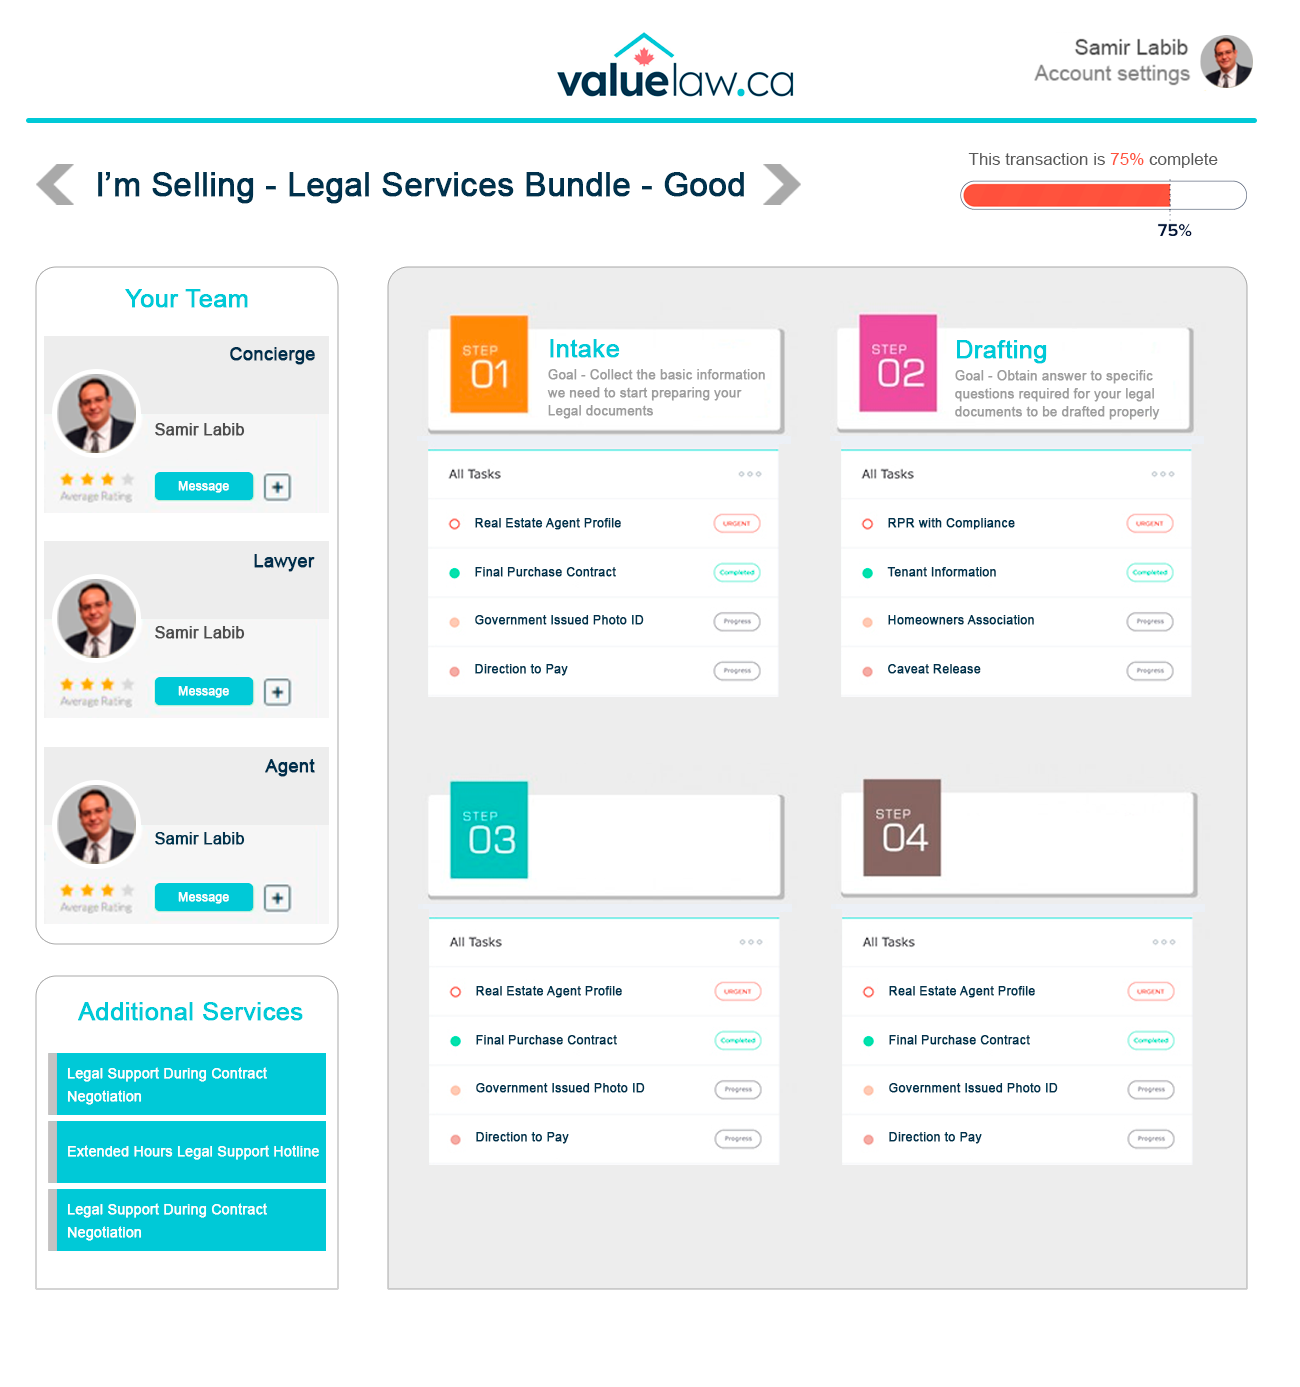 valuelaw.ca
Samir Labib
Account settings
I'm Selling - Legal Services Bundle - Good
This transaction is 75% complete
75%
Your Team
Concierge
Samir Labib
Average Rating
Message
Lawyer
Samir Labib
Average Rating
Message
Agent
Samir Labib
Average Rating
Message
Additional Services
Legal Support During Contract
Negotiation
Extended Hours Legal Support Hotline
Legal Support During Contract
Negotiation
STEP
01
Intake
Goal - Collect the basic information
we need to start preparing your
Legal documents
All Tasks
Real Estate Agent Profile URGENT
Final Purchase Contract Completed
Government Issued Photo ID Progress
Direction to Pay Progress
STEP
02
Drafting
Goal - Obtain answer to specific
questions required for your legal
documents to be drafted properly
All Tasks
RPR with Compliance URGENT
Tenant Information Completed
Homeowners Association Progress
Caveat Release Progress
STEP
03
All Tasks
Real Estate Agent Profile URGENT
Final Purchase Contract Completed
Government Issued Photo ID Progress
Direction to Pay Progress
STEP
04
All Tasks
Real Estate Agent Profile URGENT
Final Purchase Contract Completed
Government Issued Photo ID Progress
Direction to Pay Progress